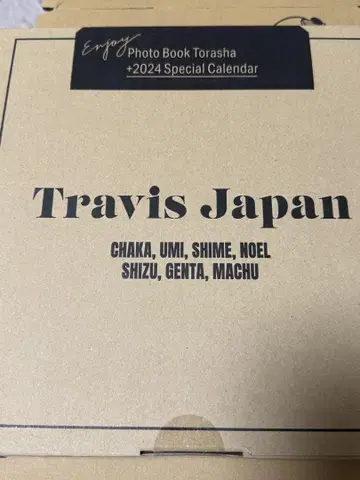 Enjoy
Photo Book Torasha
+2024 Special Calendar
Travis Japan
CHAKA, UMI, SHIME, NOEL
SHIZU, GENTA, MACHU